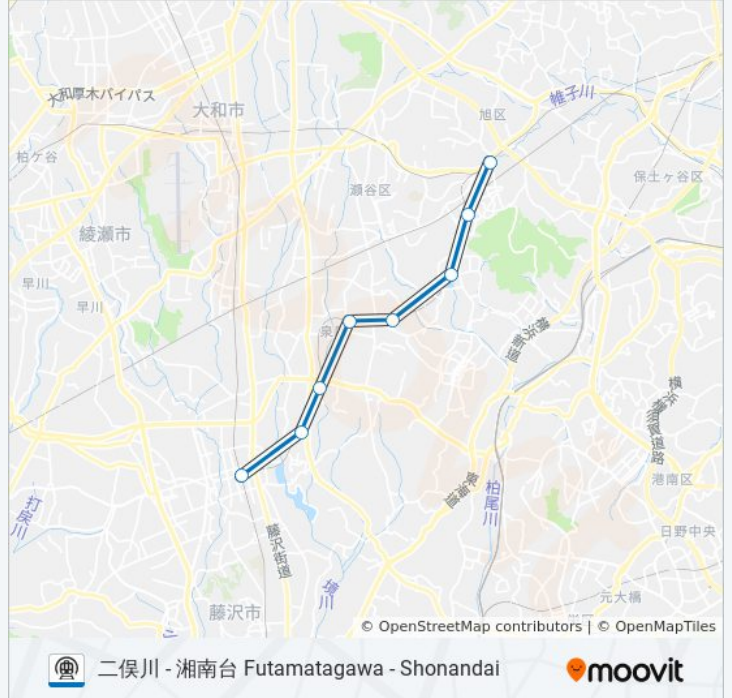 大和厚木バイパス
大和市
旭区
帷子川
柏ケ谷
瀬谷区
保土ヶ谷区
綾瀬市
早川
早川
泉
横浜新道
横浜
横須賀道路
東海道
柏尾川
港南区
打戻川
藤沢街道
日野中央
境川
元大橋
藤沢市
© OpenStreetMap contributors | © OpenMapTiles
二俣川 - 湘南台 Futamatagawa - Shonandai
moovit